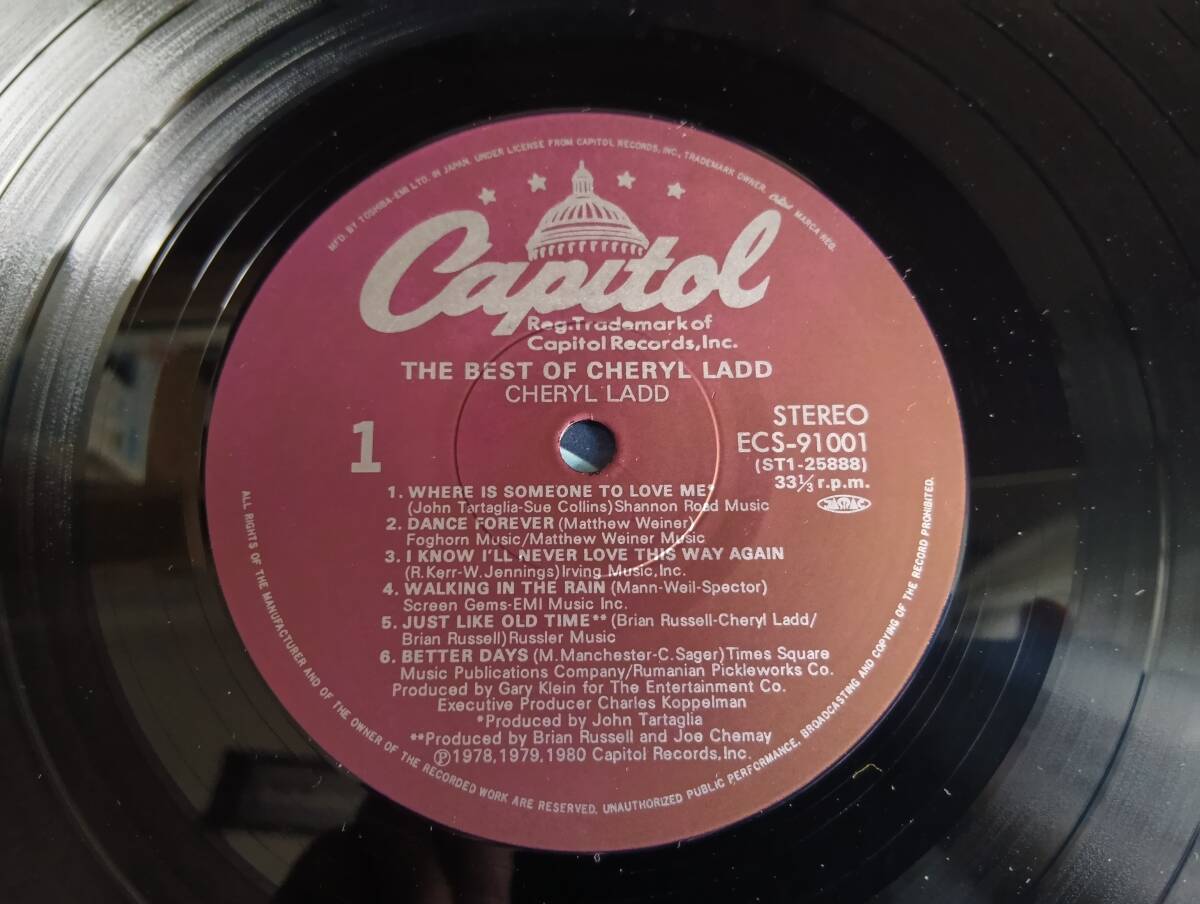 MFD. BY TOSHIBA-EMI LTD. IN JAPAN. UNDER LICENSE FROM CAPITOL RECORDS, INC., TRADEMARK OWNER. Capitol MARCA REG.
Capitol
Reg.Trademark of
Capitol Records,Inc.
THE BEST OF CHERYL LADD
CHERYL LADD
1
STEREO
ECS-91001
(ST1-25888)
33⅓ r.p.m.
JASRAC
1. WHERE IS SOMEONE TO LOVE ME*
(John Tartaglia-Sue Collins)Shannon Road Music
2. DANCE FOREVER (Matthew Weiner)
Foghorn Music/Matthew Weiner Music
3. I KNOW I'LL NEVER LOVE THIS WAY AGAIN
(R.Kerr-W.Jennings)Irving Music,Inc.
4. WALKING IN THE RAIN (Mann-Weil-Spector)
Screen Gems-EMI Music Inc.
5. JUST LIKE OLD TIME** (Brian Russell-Cheryl Ladd/
Brian Russell)Russler Music
6. BETTER DAYS (M.Manchester-C.Sager)Times Square
Music Publications Company/Rumanian Pickleworks Co.
Produced by Gary Klein for The Entertainment Co.
Executive Producer Charles Koppelman
*Produced by John Tartaglia
**Produced by Brian Russell and Joe Chemay
Ⓟ1978,1979,1980 Capitol Records,Inc.
ALL RIGHTS OF THE MANUFACTURER AND OF THE OWNER OF THE RECORDED WORK ARE RESERVED. UNAUTHORIZED PUBLIC PERFORMANCE, BROADCASTING AND COPYING OF THE RECORD PROHIBITED.